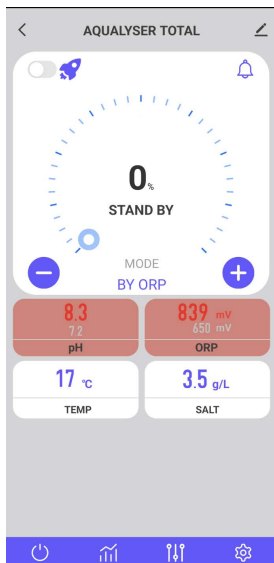 AQUALYSER TOTAL
0%
STAND BY
MODE
BY ORP
8.3
7.2
pH
839 mV
650 mV
ORP
17 °C
TEMP
3.5 g/L
SALT